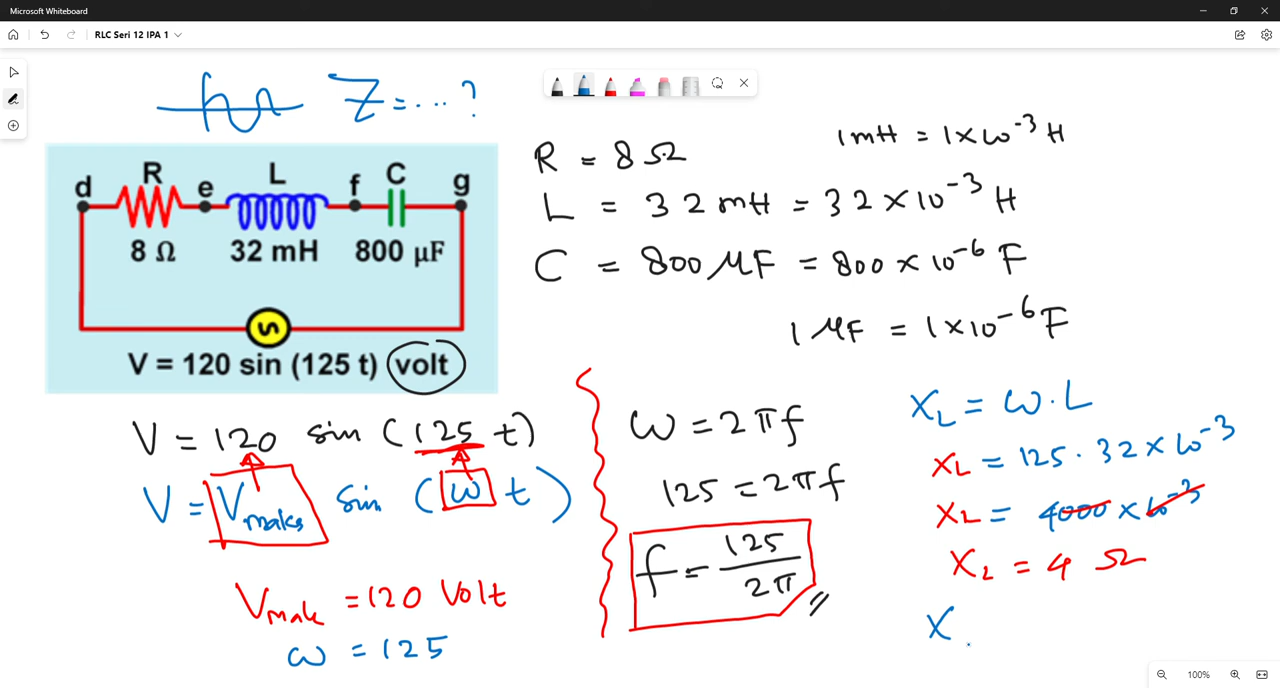 Microsoft Whiteboard
RLC Seri 12 IPA 1
Z = ... ?
d R e L f C g
8 Ω 32 mH 800 μF
V = 120 sin (125 t) volt
R = 8 Ω
1 mH = 1 × 10⁻³ H
L = 32 mH = 32 × 10⁻³ H
C = 800 μF = 800 × 10⁻⁶ F
1 μF = 1 × 10⁻⁶ F
V = 120 sin (125 t)
V = Vmaks sin (ω t)
Vmak = 120 Volt
ω = 125
ω = 2πf
125 = 2πf
f = 125/2π
XL = ω . L
XL = 125 . 32 × 10⁻³
XL = 4000 × 10⁻³
XL = 4 Ω
X
100%